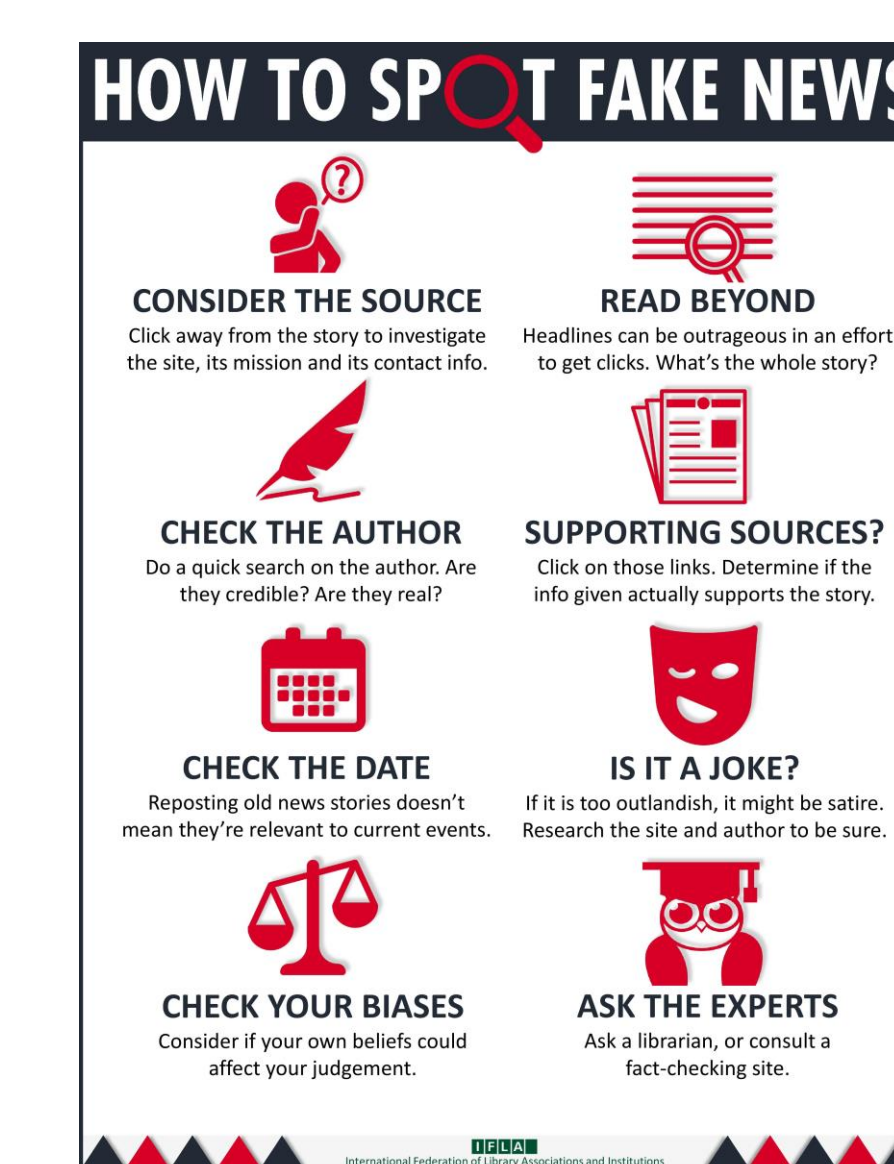 HOW TO SPOT FAKE NEWS
?
CONSIDER THE SOURCE
Click away from the story to investigate
the site, its mission and its contact info.
READ BEYOND
Headlines can be outrageous in an effort
to get clicks. What's the whole story?
CHECK THE AUTHOR
Do a quick search on the author. Are
they credible? Are they real?
SUPPORTING SOURCES?
Click on those links. Determine if the
info given actually supports the story.
CHECK THE DATE
Reposting old news stories doesn't
mean they're relevant to current events.
IS IT A JOKE?
If it is too outlandish, it might be satire.
Research the site and author to be sure.
CHECK YOUR BIASES
Consider if your own beliefs could
affect your judgement.
ASK THE EXPERTS
Ask a librarian, or consult a
fact-checking site.
IFLA
International Federation of Library Associations and Institutions